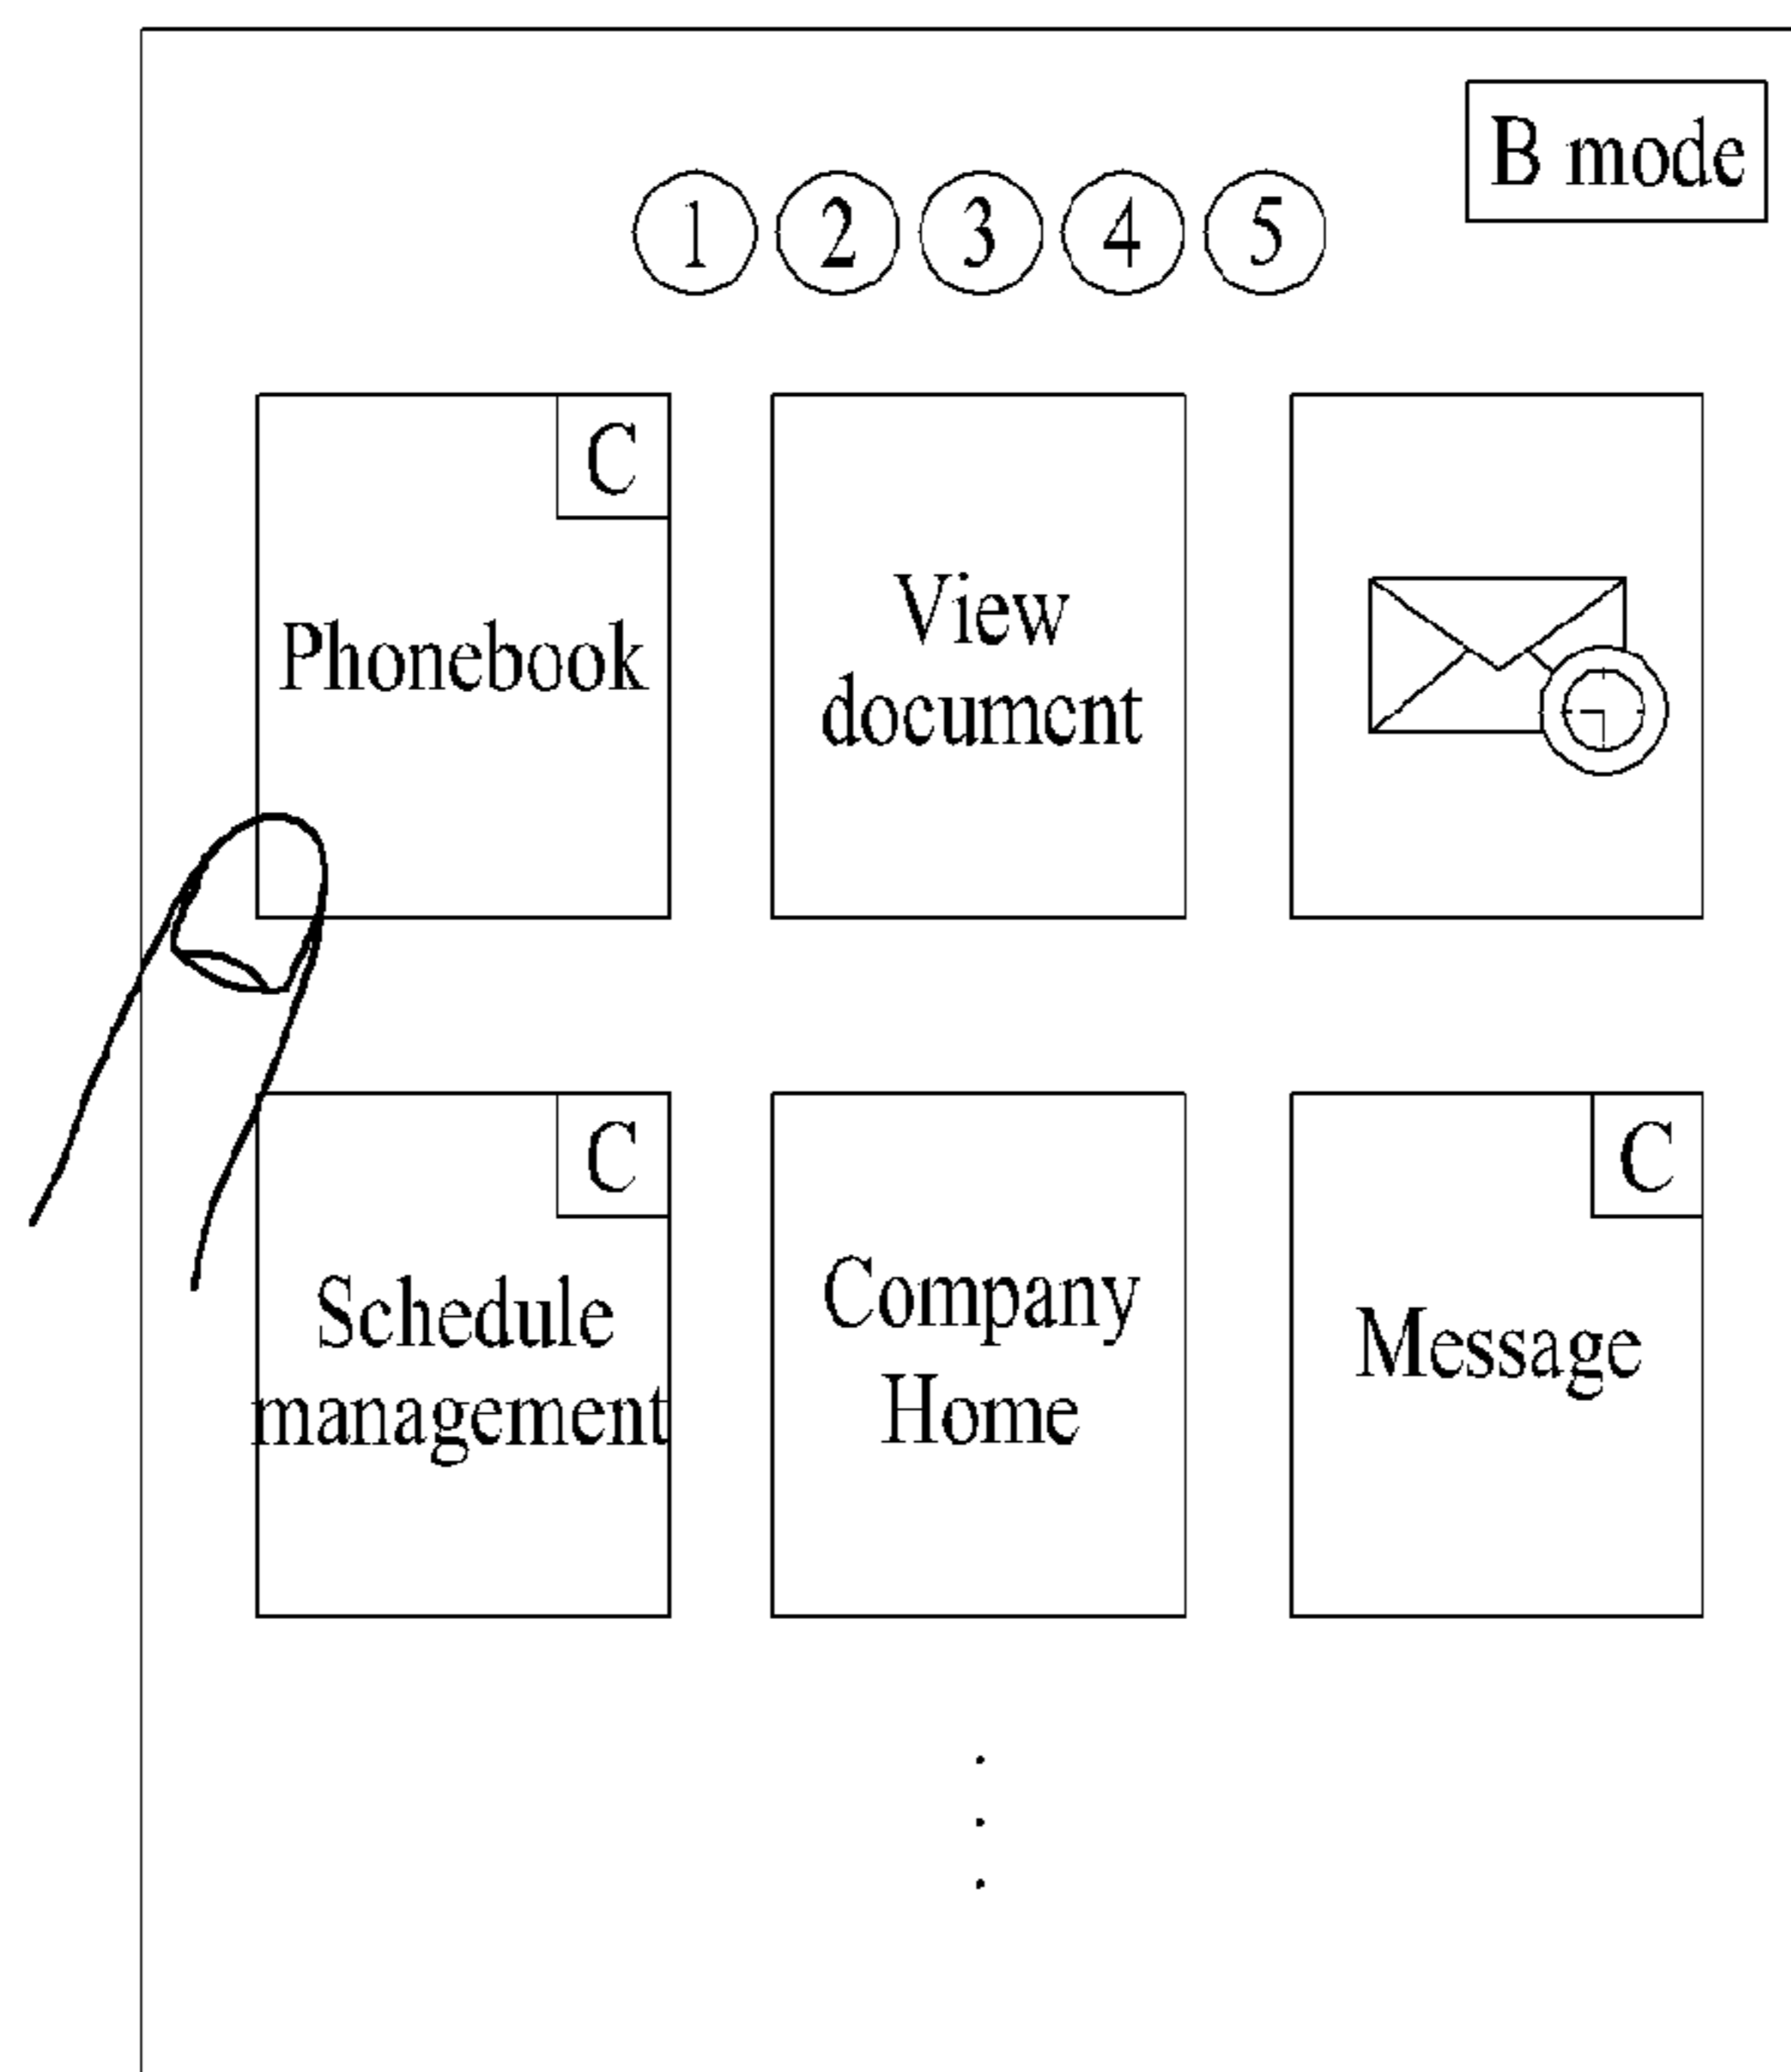 B mode
1 2 3 4 5
C
Phonebook
View
document
C
Schedule
management
Company
Home
C
Message